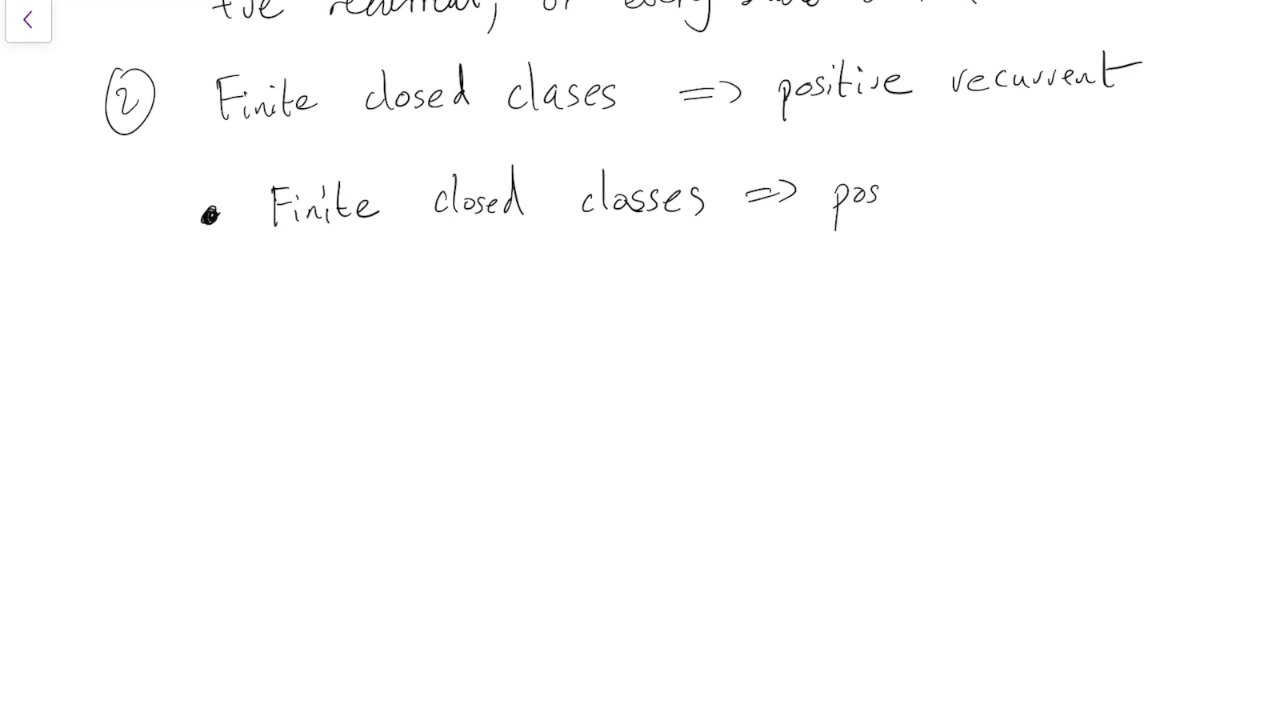 ② Finite closed clases => positive recurrent
• Finite closed classes => pos